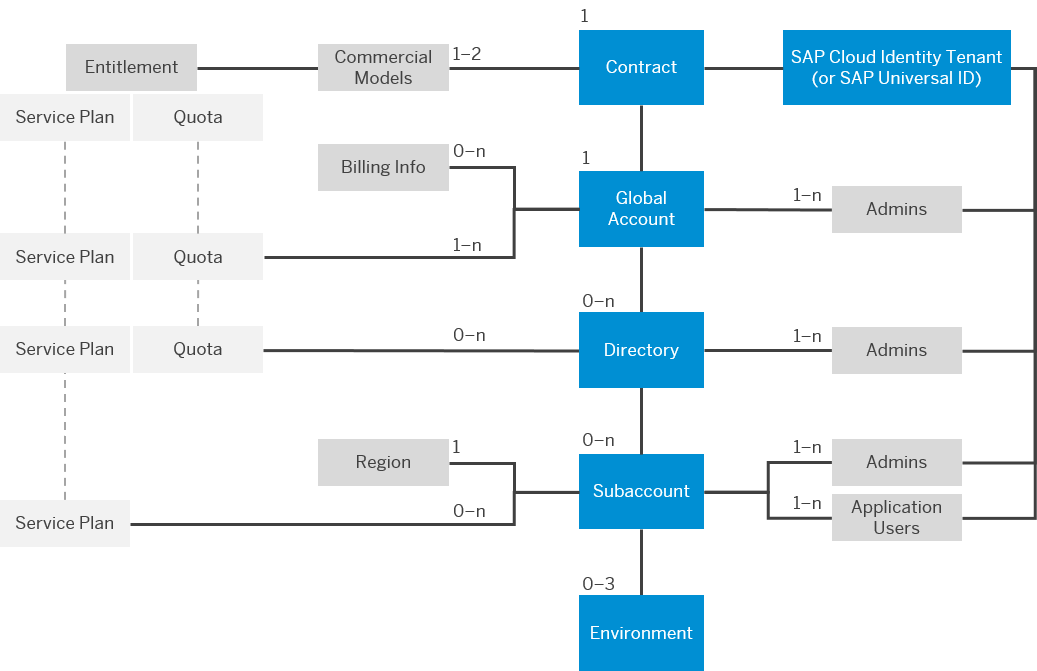 1
Entitlement
Commercial
Models
1–2
Contract
SAP Cloud Identity Tenant
(or SAP Universal ID)
Service Plan
Quota
Billing Info
0–n
1
Global
Account
1–n
Admins
Service Plan
Quota
1–n
0–n
Service Plan
Quota
0–n
Directory
1–n
Admins
0–n
Region
1
1–n
Admins
Subaccount
Service Plan
0–n
1–n
Application
Users
0–3
Environment